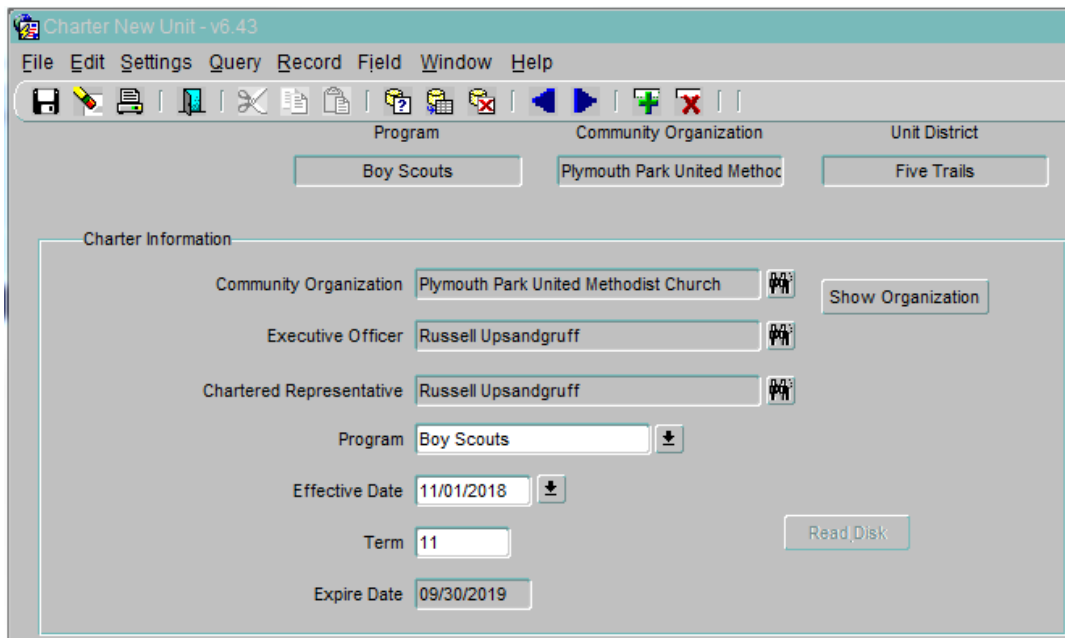 Charter New Unit - v6.43
File Edit Settings Query Record Field Window Help
Program Community Organization Unit District
Boy Scouts Plymouth Park United Methoc Five Trails
Charter Information
Community Organization Plymouth Park United Methodist Church Show Organization
Executive Officer Russell Upsandgruff
Chartered Representative Russell Upsandgruff
Program Boy Scouts
Effective Date 11/01/2018
Term 11 Read Disk
Expire Date 09/30/2019